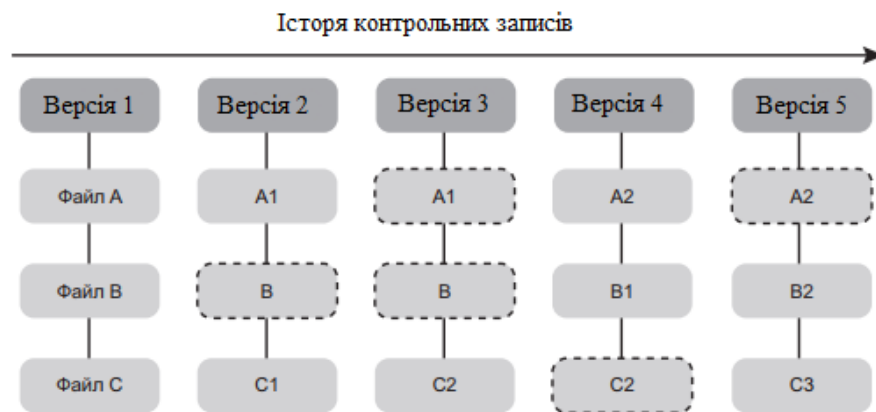 Історя контрольних записів
Версія 1 Версія 2 Версія 3 Версія 4 Версія 5
Файл A A1 A1 A2 A2
Файл B B B B1 B2
Файл C C1 C2 C2 C3